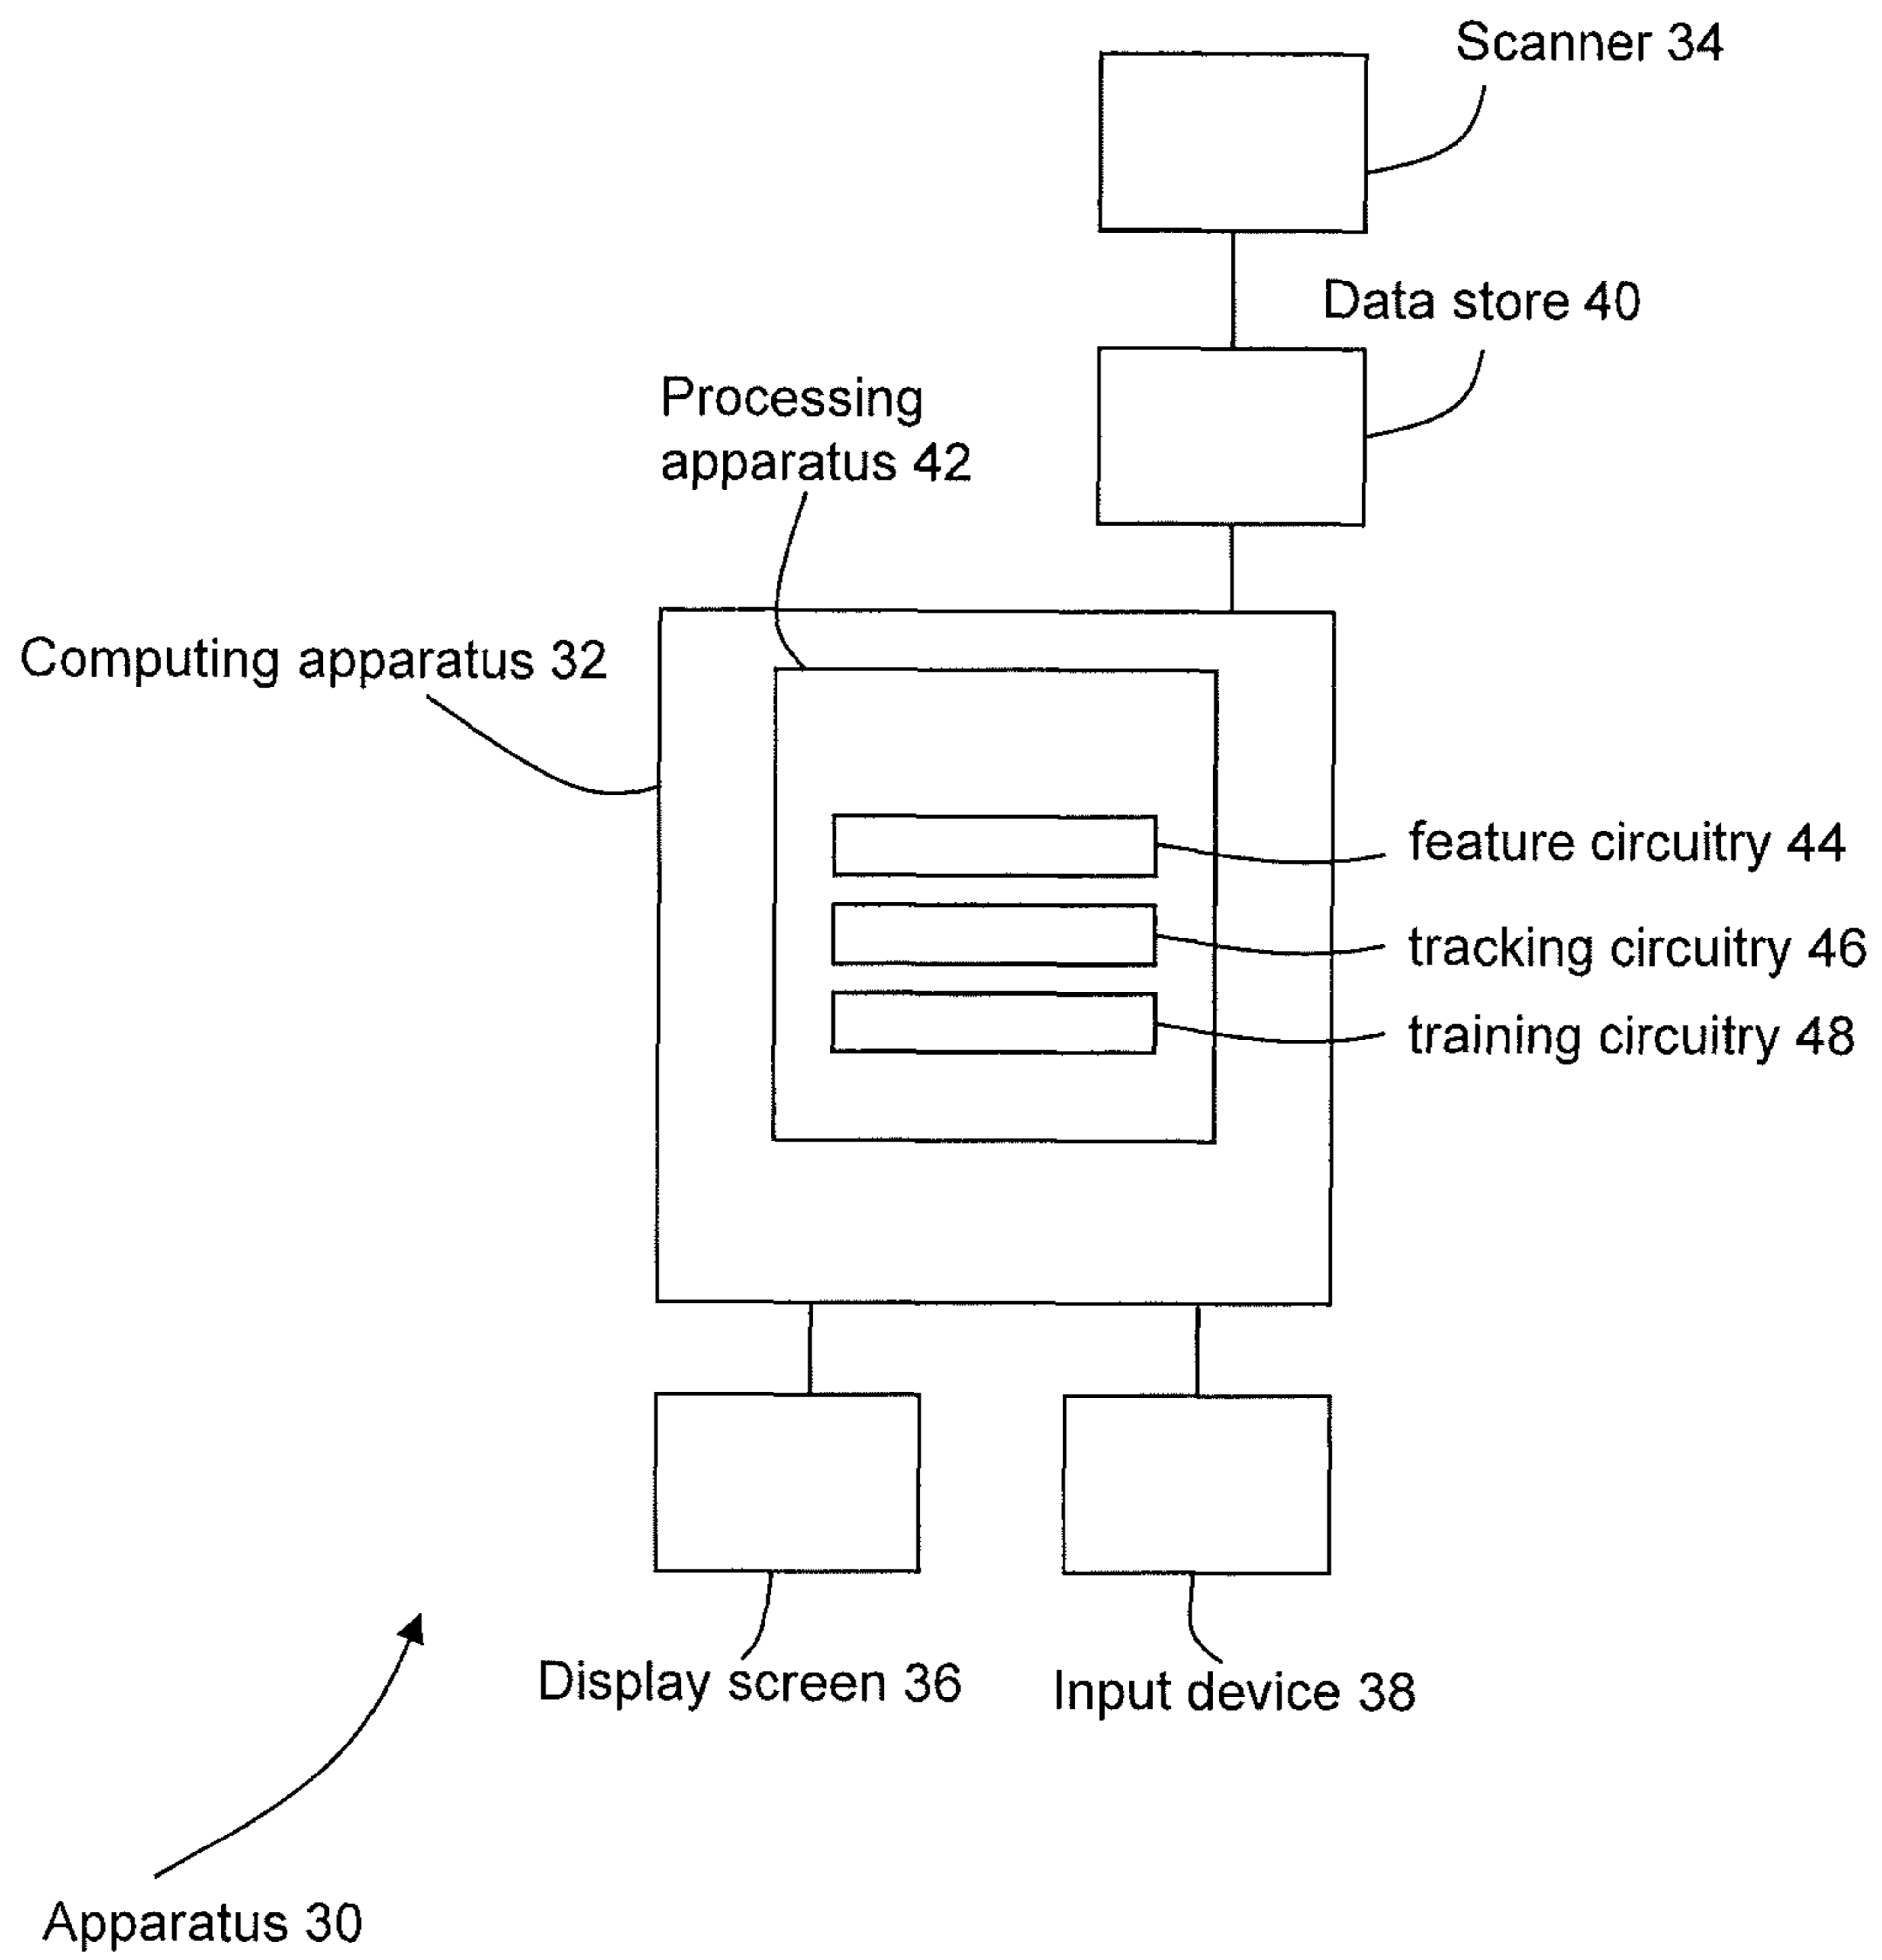 Scanner 34
Data store 40
Processing
apparatus 42
Computing apparatus 32
feature circuitry 44
tracking circuitry 46
training circuitry 48
Display screen 36
Input device 38
Apparatus 30